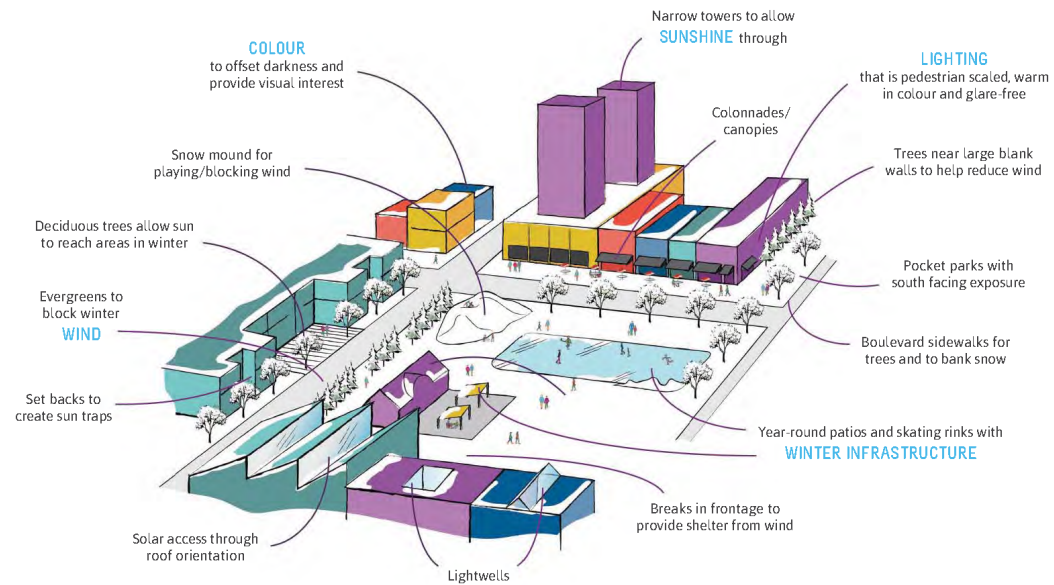 Narrow towers to allow
SUNSHINE through
COLOUR
to offset darkness and
provide visual interest
LIGHTING
that is pedestrian scaled, warm
in colour and glare-free
Colonnades/
canopies
Snow mound for
playing/blocking wind
Trees near large blank
walls to help reduce wind
Deciduous trees allow sun
to reach areas in winter
Pocket parks with
south facing exposure
Evergreens to
block winter
WIND
Boulevard sidewalks for
trees and to bank snow
Set backs to
create sun traps
Year-round patios and skating rinks with
WINTER INFRASTRUCTURE
Breaks in frontage to
provide shelter from wind
Solar access through
roof orientation
Lightwells